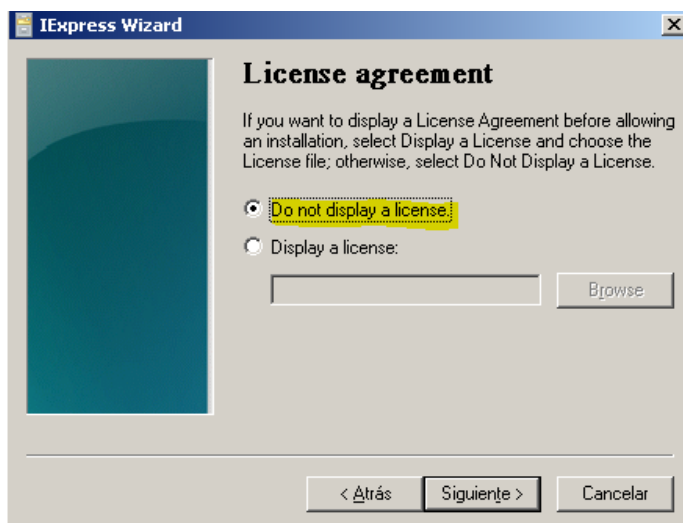 IExpress Wizard
License agreement
If you want to display a License Agreement before allowing
an installation, select Display a License and choose the
License file; otherwise, select Do Not Display a License.
Do not display a license.
Display a license:
Browse
< Atrás
Siguiente >
Cancelar